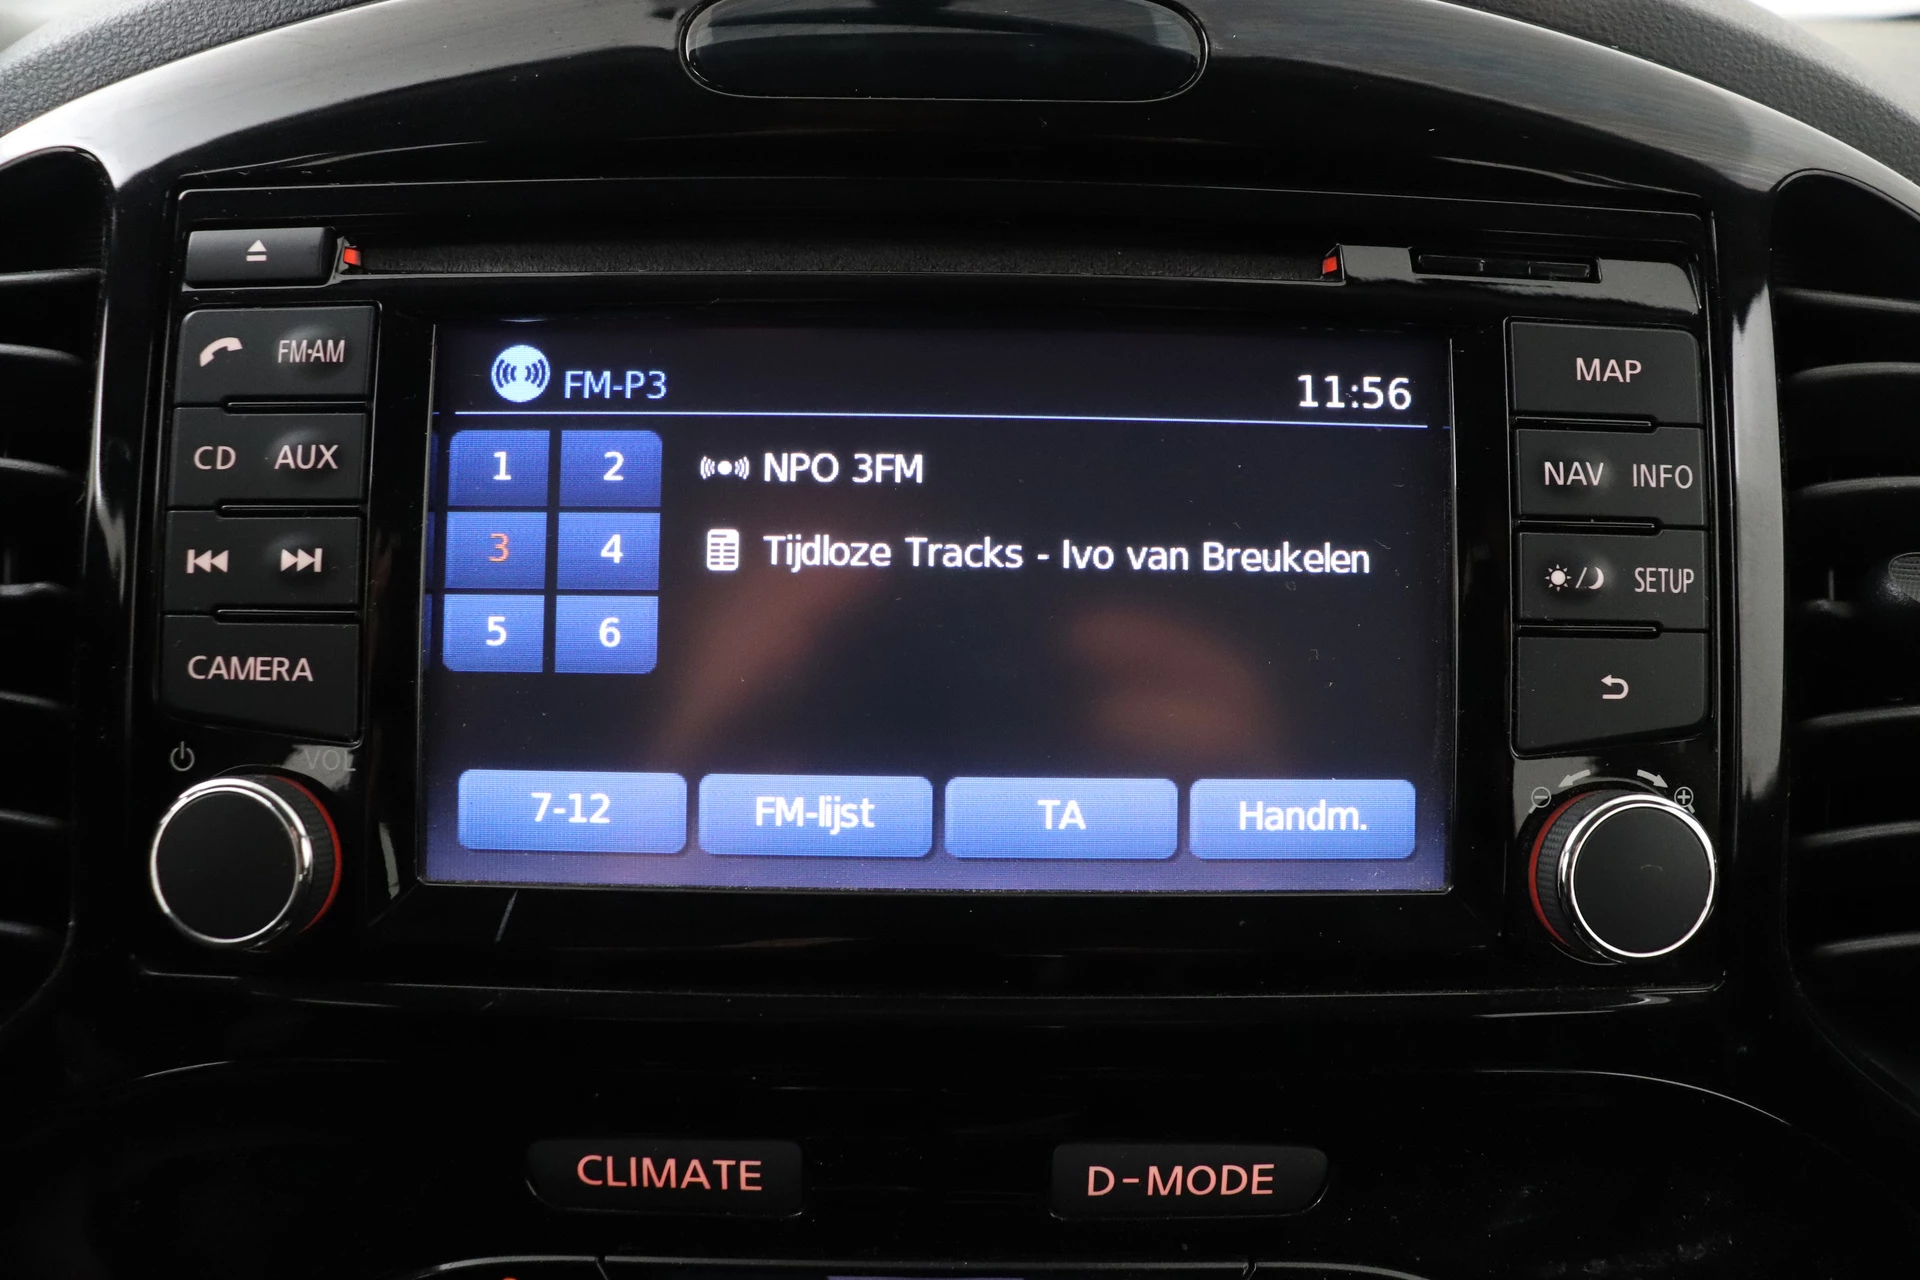 FM·AM
CD AUX
CAMERA
VOL
FM-P3 11:56
1 2
3 4
5 6
NPO 3FM
Tijdloze Tracks - Ivo van Breukelen
7-12 FM-lijst TA Handm.
MAP
NAV INFO
SETUP
CLIMATE D-MODE